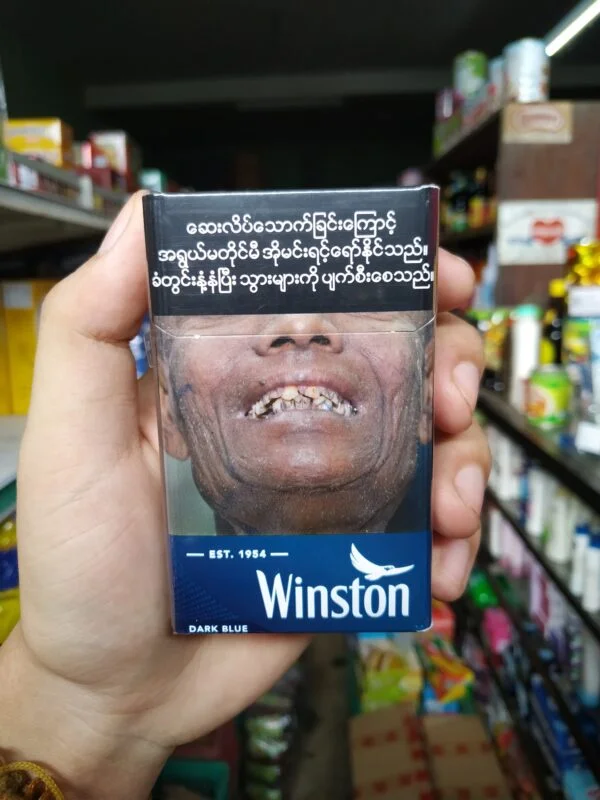 ဆေးလိပ်သောက်ခြင်းကြောင့်
အရွယ်မတိုင်မီ အိုမင်းရင့်ရော်နိုင်သည်။
ခံတွင်းနံ့နံပြီး သွားများကို ပျက်စီးစေသည်။
EST. 1954
Winston
DARK BLUE